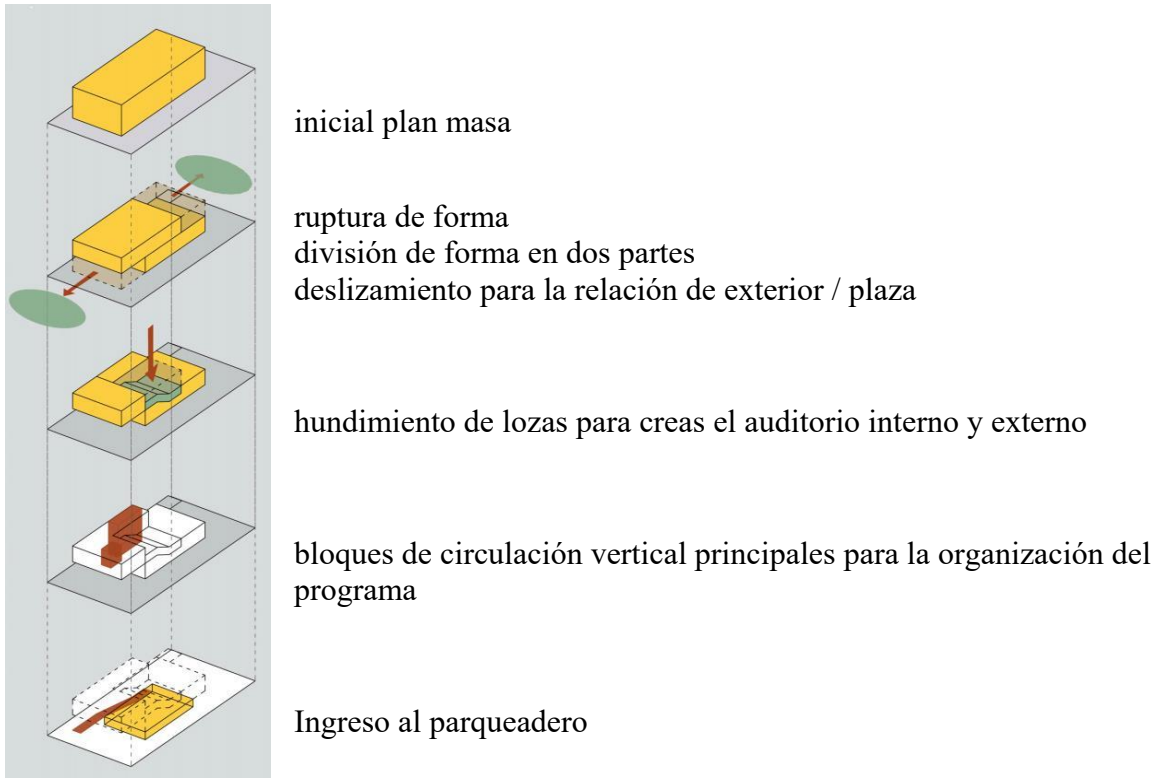 inicial plan masa
ruptura de forma
división de forma en dos partes
deslizamiento para la relación de exterior / plaza
hundimiento de lozas para creas el auditorio interno y externo
bloques de circulación vertical principales para la organización del
programa
Ingreso al parqueadero